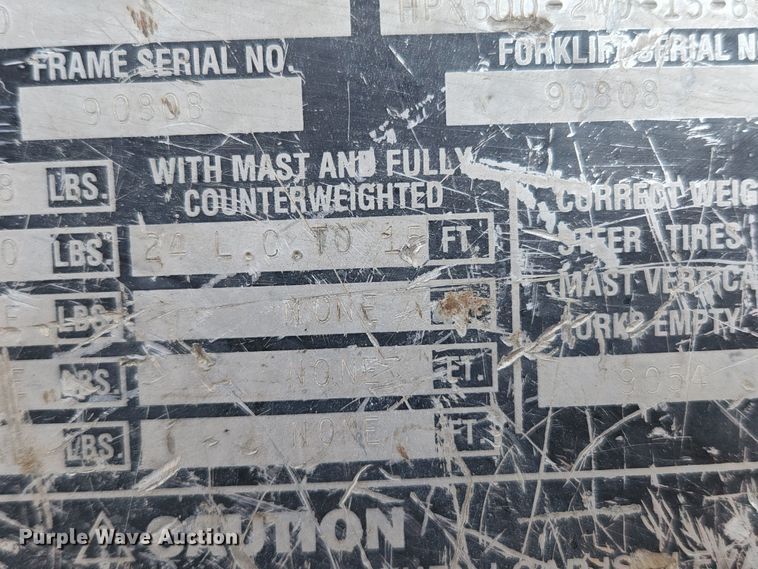 FRAME SERIAL NO.
FORKLIFT SERIAL N
90808
90808
WITH MAST AND FULLY
COUNTERWEIGHTED
LBS.
CORRECT WEIG
STEER TIRES
LBS. 24 L.C. TO 15 FT.
MAST VERTICA
LBS. NONE
FORKS EMPTY
LBS. NONE FT.
9054
LBS. NONE FT.
CAUTION
Purple Wave Auction